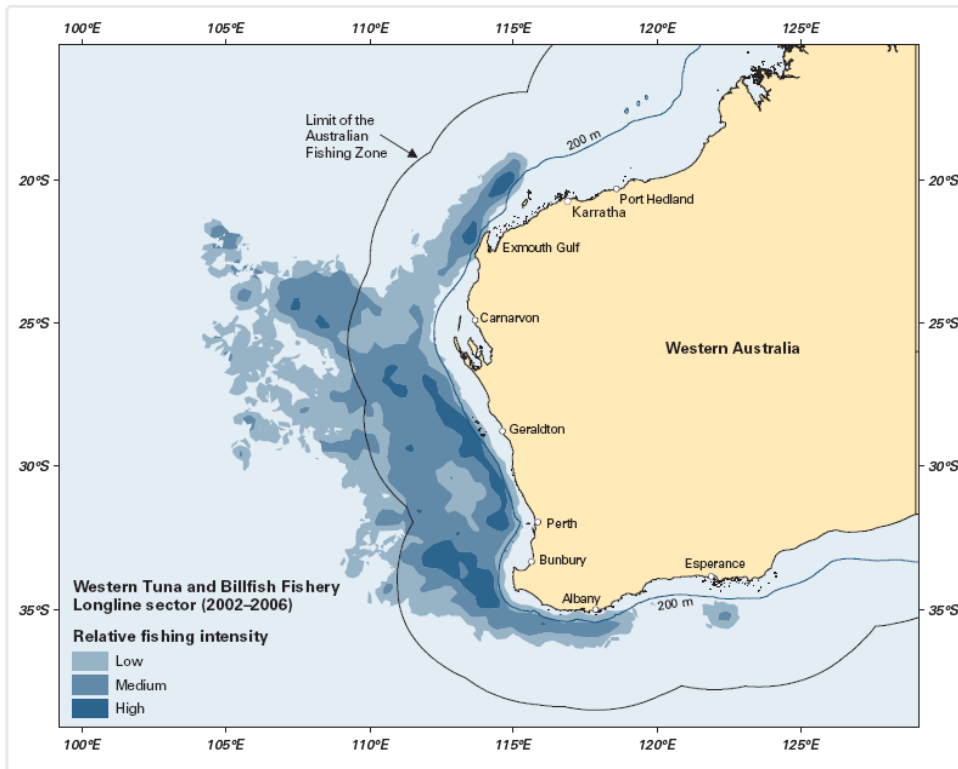 100ºE 105ºE 110ºE 115ºE 120ºE 125ºE
Limit of the
Australian
Fishing Zone
200 m
20ºS
20ºS
Port Hedland
Karratha
Exmouth Gulf
Carnarvon
25ºS
25ºS
Western Australia
Geraldton
30ºS
30ºS
Perth
Bunbury
Esperance
Albany
200 m
35ºS
35ºS
Western Tuna and Billfish Fishery
Longline sector (2002–2006)
Relative fishing intensity
Low
Medium
High
100ºE 105ºE 110ºE 115ºE 120ºE 125ºE